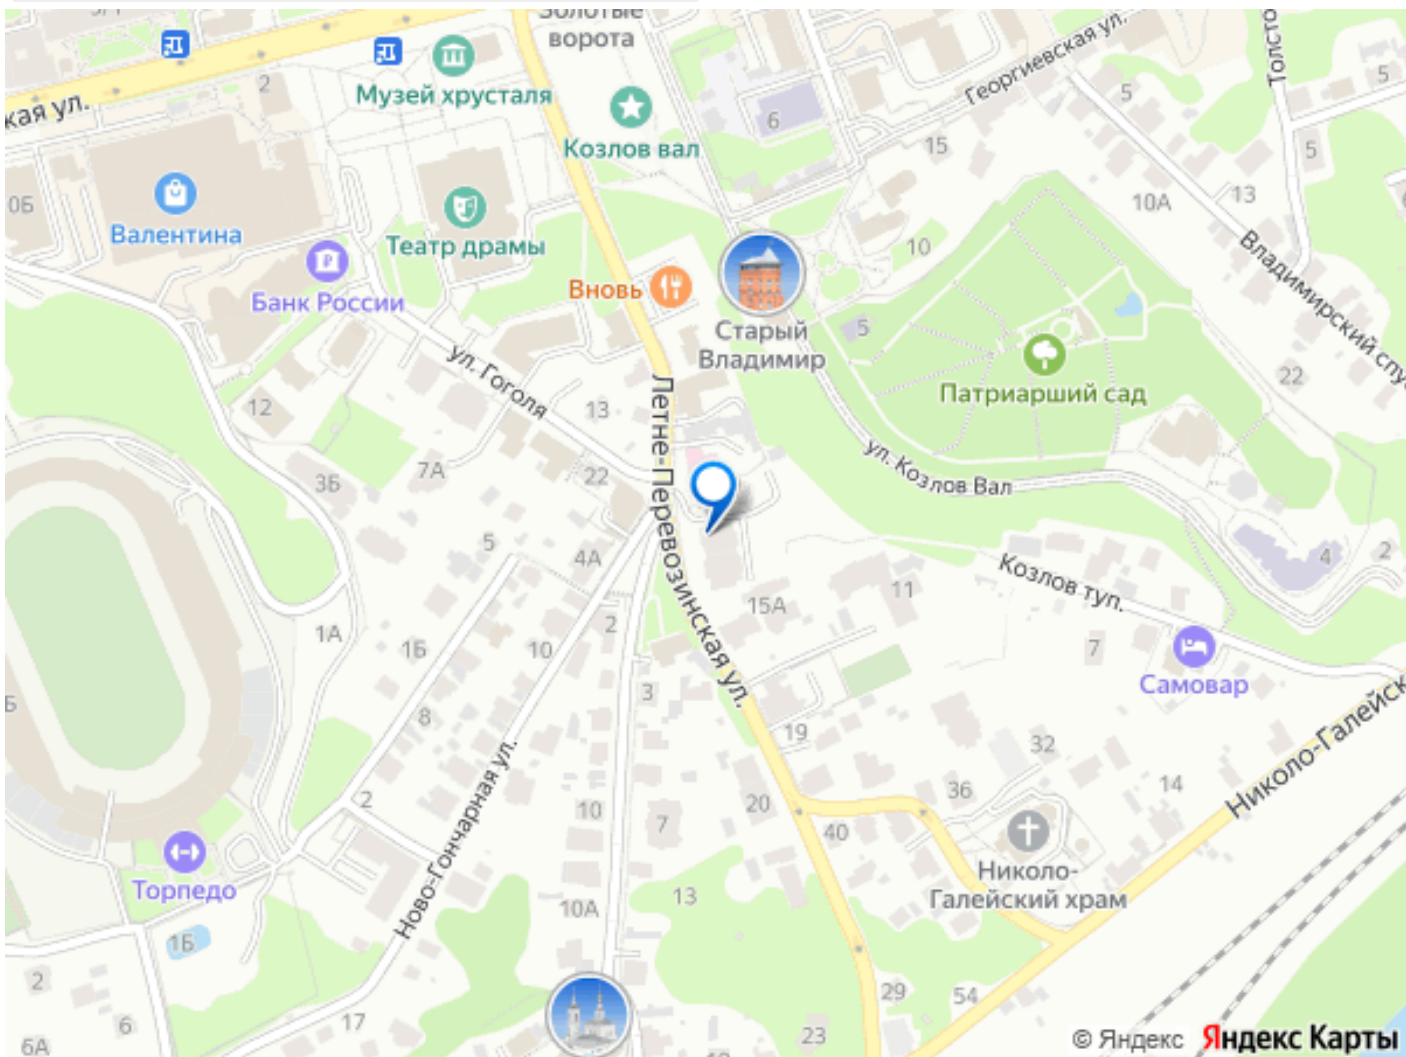 5/1
Золотые
ворота
Георгиевская ул.
Толсто
2
Музей хрусталя
кая ул.
5
5
6
Козлов вал
15
5
0Б
Валентина
Театр драмы
10А
13
10
Владимирский спу
Банк России
Вновь
Старый
Владимир
5
ул. Гоголя
Патриарший сад
22
12
13
Летне-Перевозинская ул.
7А
3Б
22
ул. Козлов Вал
5
4А
4
2
Козлов туп.
15А
11
1А
1Б
10
2
7
Самовар
3
8
19
32
Николо-Галейск
14
36
2
10
7
20
40
Ново-Гончарная ул.
Торпедо
Николо-
Галейский храм
13
10А
1Б
2
29
54
17
6
23
6А
© Яндекс Яндекс Карты